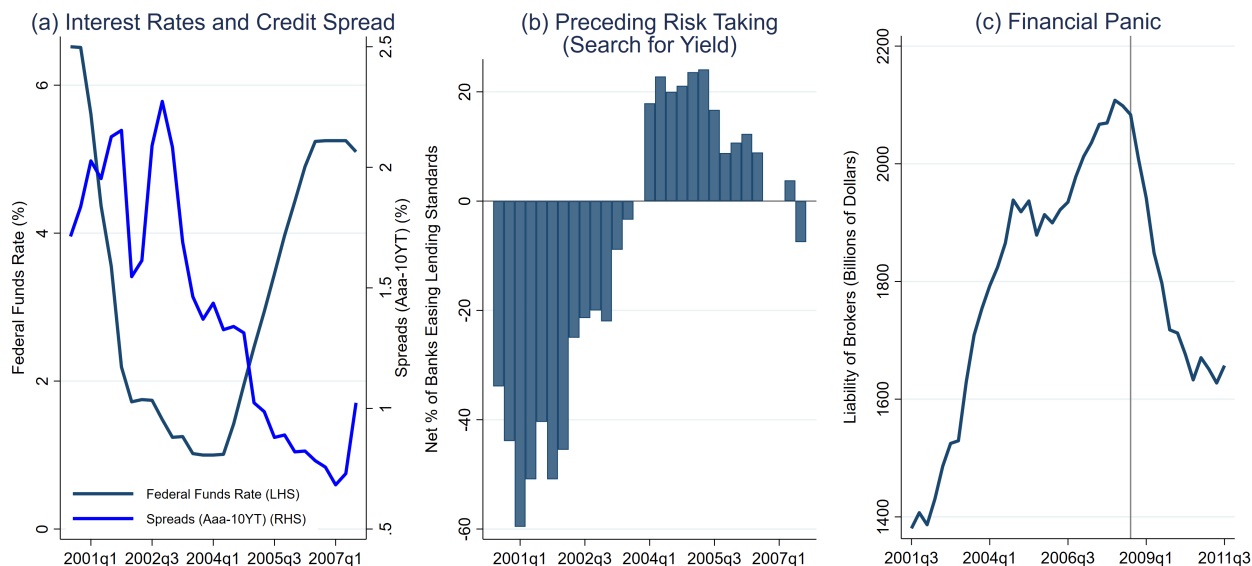 (a) Interest Rates and Credit Spread
Federal Funds Rate (%)
6
4
2
0
2.5
2
1.5
1
.5
Spreads (Aaa-10YT) (%)
Federal Funds Rate (LHS)
Spreads (Aaa-10YT) (RHS)
2001q1
2002q3
2004q1
2005q3
2007q1
(b) Preceding Risk Taking
(Search for Yield)
Net % of Banks Easing Lending Standards
20
0
-20
-40
-60
2001q1
2002q3
2004q1
2005q3
2007q1
(c) Financial Panic
Liability of Brokers (Billions of Dollars)
2200
2000
1800
1600
1400
2001q3
2004q1
2006q3
2009q1
2011q3